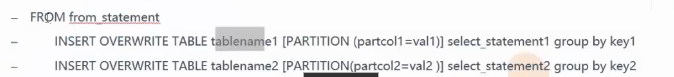 – FROM from_statement
– INSERT OVERWRITE TABLE tablename1 [PARTITION (partcol1=val1)] select_statement1 group by key1
– INSERT OVERWRITE TABLE tablename2 [PARTITION(partcol2=val2 )] select_statement2 group by key2